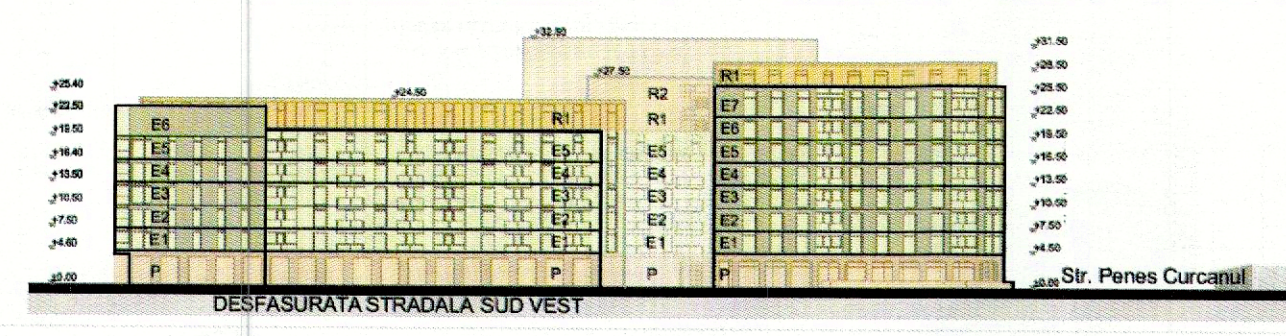 +32.50
+31.50
+27.50
+28.50
+25.40
+24.50
+25.50
+22.50
+22.50
+19.50
+19.50
+16.40
+16.50
+13.50
+13.50
+10.50
+10.50
+7.50
+7.50
+4.60
+4.50
±0.00
±0.00
E6
E5
E4
E3
E2
E1
P
R1
E5
E4
E3
E2
E1
P
R2
R1
E5
E4
E3
E2
E1
P
R1
E7
E6
E5
E4
E3
E2
E1
P
Str. Penes Curcanul
DESFASURATA STRADALA SUD VEST